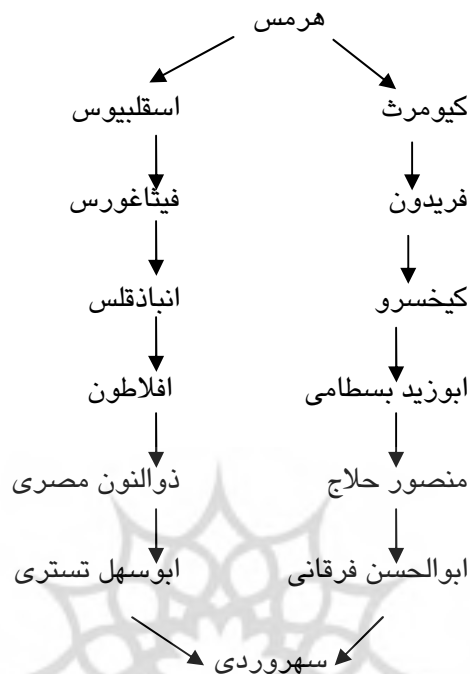 هرمس
کیومرث اسقلبیوس
فریدون فیثاغورس
کیخسرو انباذقلس
ابوزید بسطامی افلاطون
منصور حلاج ذوالنون مصری
ابوالحسن فرقانی ابوسهل تستری
سهروردی